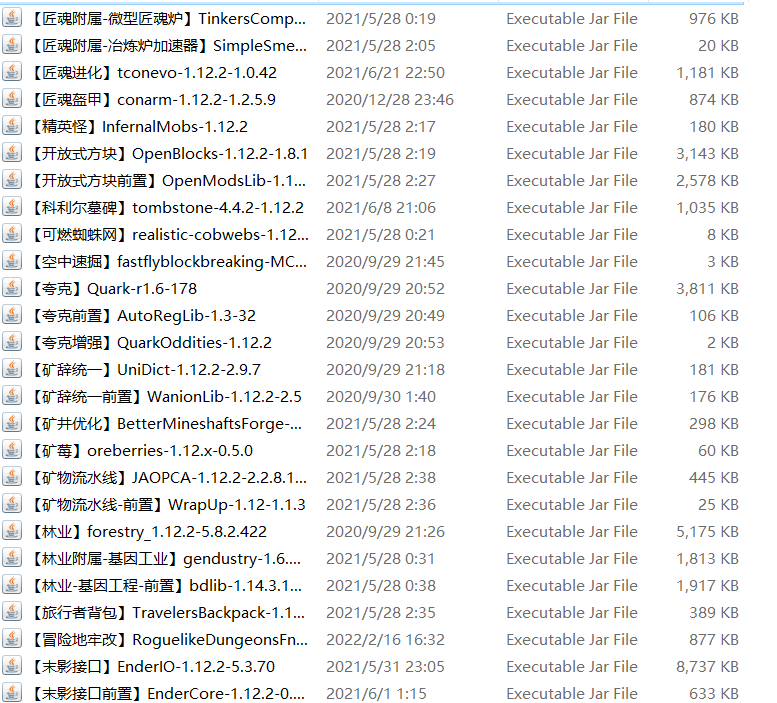 【匠魂附属-微型匠魂炉】TinkersComp... 2021/5/28 0:19 Executable Jar File 976 KB
【匠魂附属-冶炼炉加速器】SimpleSme... 2021/5/28 2:05 Executable Jar File 20 KB
【匠魂进化】tconevo-1.12.2-1.0.42 2021/6/21 22:50 Executable Jar File 1,181 KB
【匠魂盔甲】conarm-1.12.2-1.2.5.9 2020/12/28 23:46 Executable Jar File 874 KB
【精英怪】InfernalMobs-1.12.2 2021/5/28 2:17 Executable Jar File 180 KB
【开放式方块】OpenBlocks-1.12.2-1.8.1 2021/5/28 2:19 Executable Jar File 3,143 KB
【开放式方块前置】OpenModsLib-1.1... 2021/5/28 2:27 Executable Jar File 2,578 KB
【科利尔墓碑】tombstone-4.4.2-1.12.2 2021/6/8 21:06 Executable Jar File 1,035 KB
【可燃蜘蛛网】realistic-cobwebs-1.12... 2021/5/28 0:21 Executable Jar File 8 KB
【空中速掘】fastflyblockbreaking-MC... 2020/9/29 21:45 Executable Jar File 3 KB
【夸克】Quark-r1.6-178 2020/9/29 20:52 Executable Jar File 3,811 KB
【夸克前置】AutoRegLib-1.3-32 2020/9/29 20:49 Executable Jar File 106 KB
【夸克增强】QuarkOddities-1.12.2 2020/9/29 20:53 Executable Jar File 2 KB
【矿辞统一】UniDict-1.12.2-2.9.7 2020/9/29 21:18 Executable Jar File 181 KB
【矿辞统一前置】WanionLib-1.12.2-2.5 2020/9/30 1:40 Executable Jar File 176 KB
【矿井优化】BetterMineshaftsForge-... 2021/5/28 2:24 Executable Jar File 298 KB
【矿莓】oreberries-1.12.x-0.5.0 2021/5/28 2:18 Executable Jar File 60 KB
【矿物流水线】JAOPCA-1.12.2-2.2.8.1... 2021/5/28 2:38 Executable Jar File 445 KB
【矿物流水线-前置】WrapUp-1.12-1.1.3 2021/5/28 2:36 Executable Jar File 25 KB
【林业】forestry_1.12.2-5.8.2.422 2020/9/29 21:26 Executable Jar File 5,175 KB
【林业附属-基因工业】gendustry-1.6.... 2021/5/28 0:31 Executable Jar File 1,813 KB
【林业-基因工程-前置】bdlib-1.14.3.1... 2021/5/28 0:38 Executable Jar File 1,917 KB
【旅行者背包】TravelersBackpack-1.1... 2021/5/28 2:35 Executable Jar File 389 KB
【冒险地牢改】RoguelikeDungeonsFn... 2022/2/16 16:32 Executable Jar File 877 KB
【末影接口】EnderIO-1.12.2-5.3.70 2021/5/31 23:05 Executable Jar File 8,737 KB
【末影接口前置】EnderCore-1.12.2-0.... 2021/6/1 1:15 Executable Jar File 633 KB